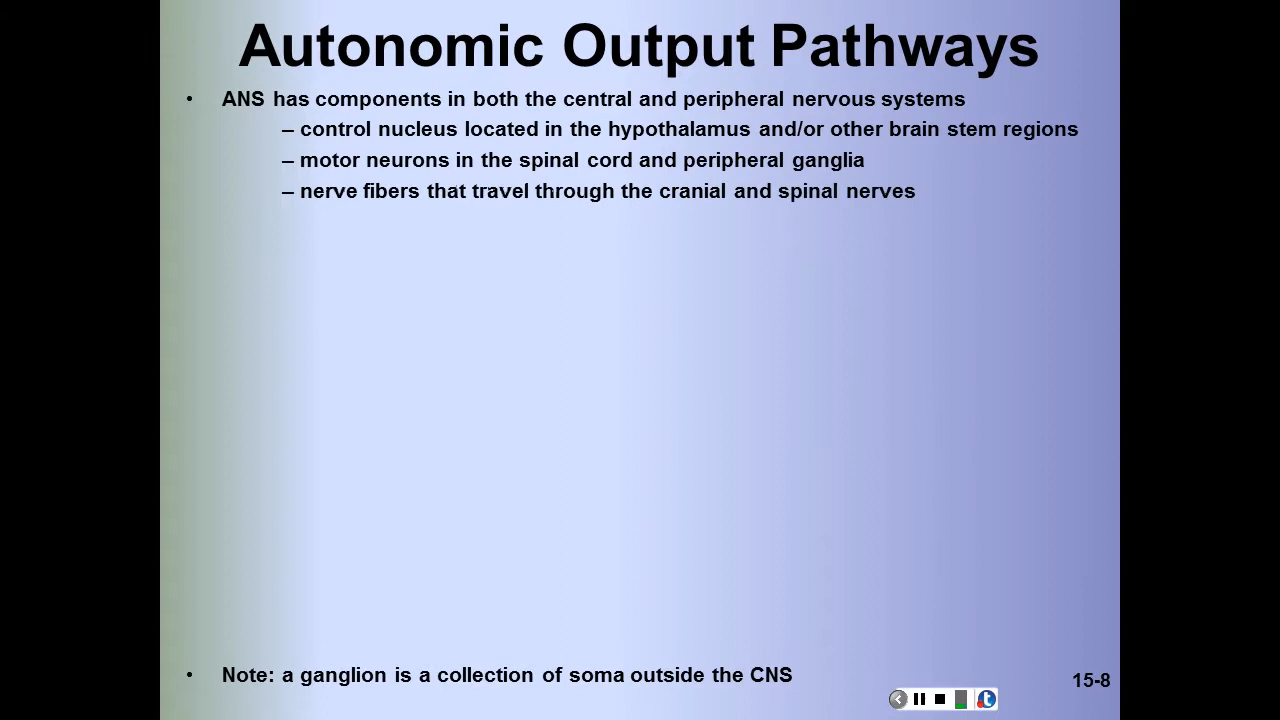 Autonomic Output Pathways
• ANS has components in both the central and peripheral nervous systems
– control nucleus located in the hypothalamus and/or other brain stem regions
– motor neurons in the spinal cord and peripheral ganglia
– nerve fibers that travel through the cranial and spinal nerves
• Note: a ganglion is a collection of soma outside the CNS
15-8
t